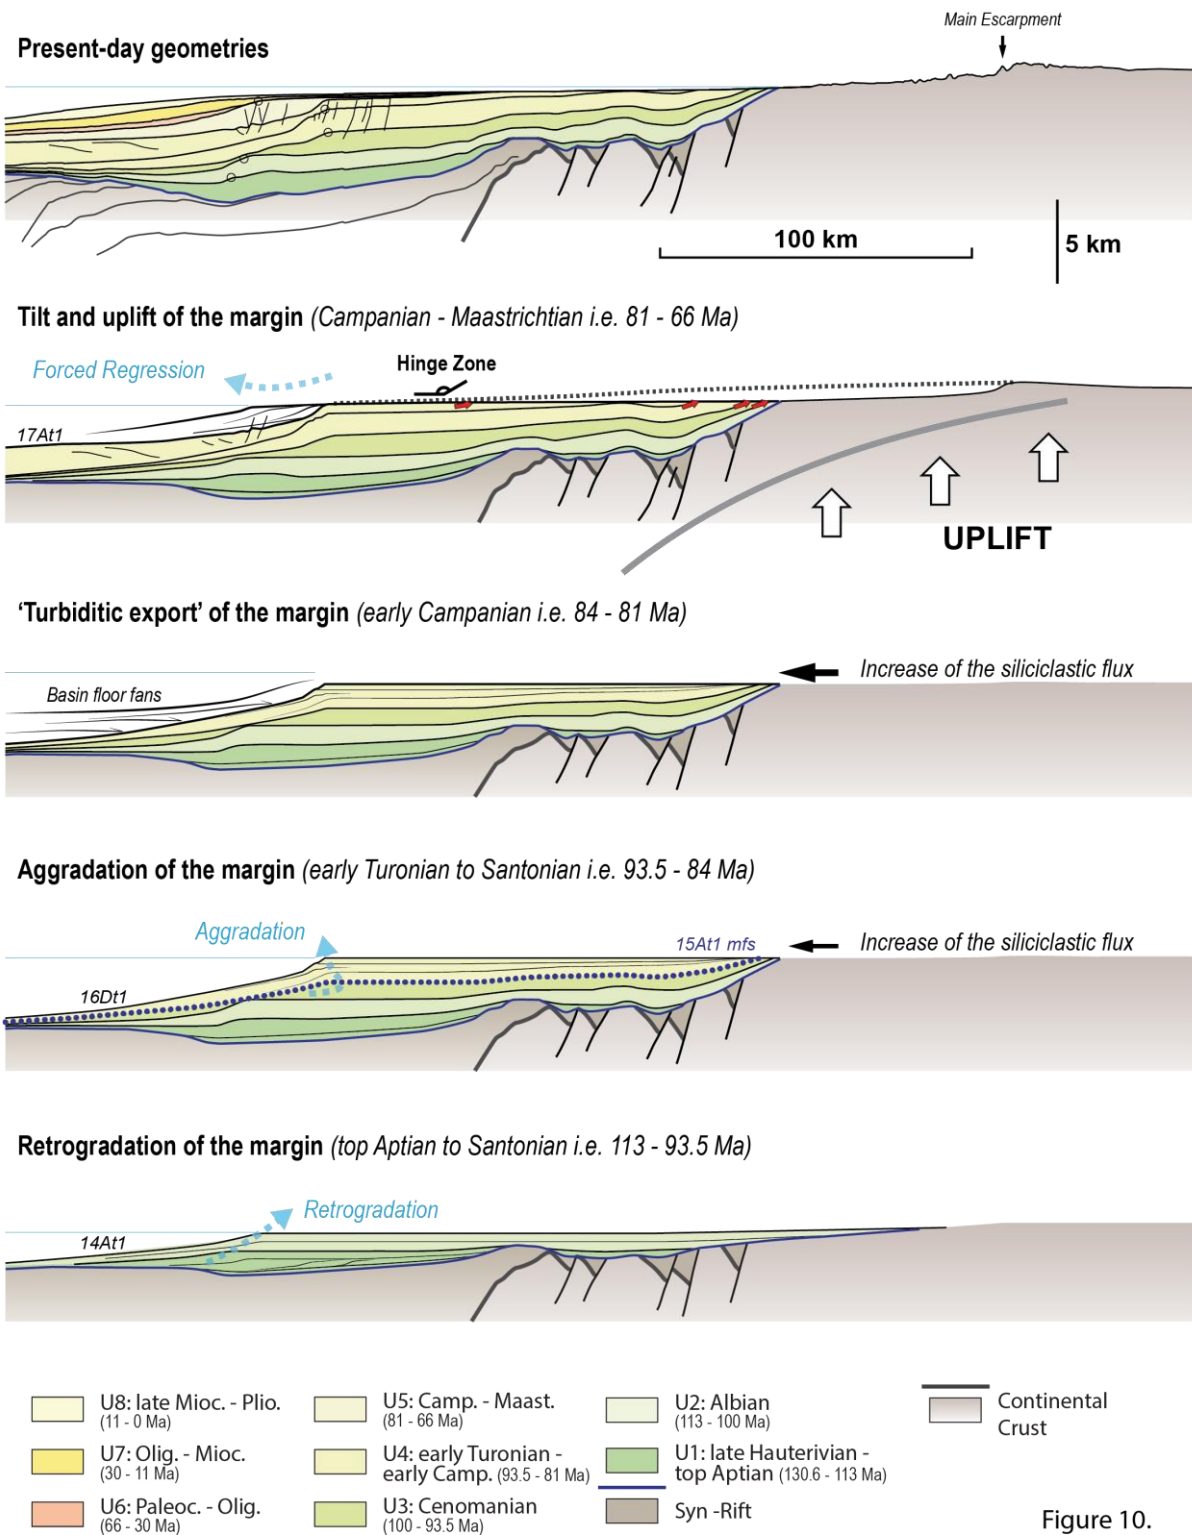 Main Escarpment
Present-day geometries
100 km
5 km
Tilt and uplift of the margin (Campanian - Maastrichtian i.e. 81 - 66 Ma)
Forced Regression
Hinge Zone
17At1
UPLIFT
‘Turbiditic export’ of the margin (early Campanian i.e. 84 - 81 Ma)
Increase of the siliciclastic flux
Basin floor fans
Aggradation of the margin (early Turonian to Santonian i.e. 93.5 - 84 Ma)
Aggradation
15At1 mfs
Increase of the siliciclastic flux
16Dt1
Retrogradation of the margin (top Aptian to Santonian i.e. 113 - 93.5 Ma)
Retrogradation
14At1
U8: late Mioc. - Plio.
(11 - 0 Ma)
U7: Olig. - Mioc.
(30 - 11 Ma)
U6: Paleoc. - Olig.
(66 - 30 Ma)
U5: Camp. - Maast.
(81 - 66 Ma)
U4: early Turonian -
early Camp. (93.5 - 81 Ma)
U3: Cenomanian
(100 - 93.5 Ma)
U2: Albian
(113 - 100 Ma)
U1: late Hauterivian -
top Aptian (130.6 - 113 Ma)
Syn -Rift
Continental
Crust
Figure 10.